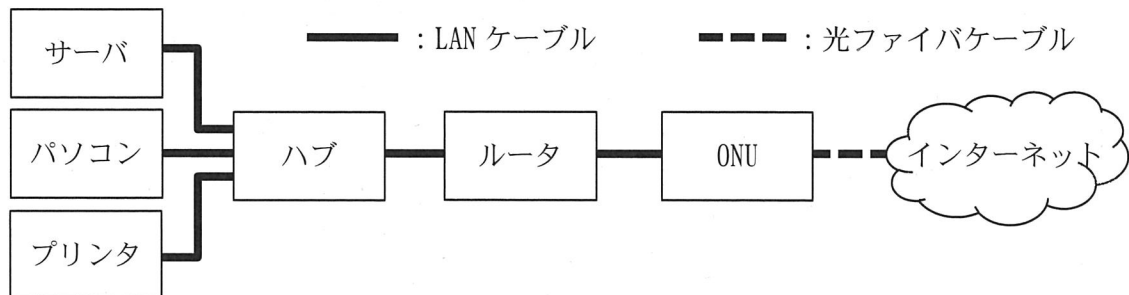 サーバ
：LAN ケーブル
：光ファイバケーブル
パソコン
ハブ
ルータ
ONU
インターネット
プリンタ